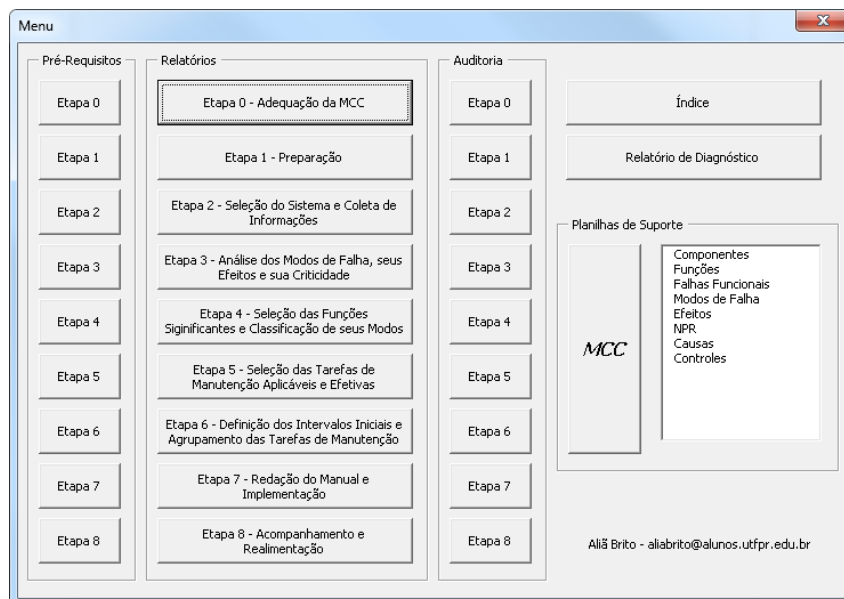 Menu
Pré-Requisitos
Etapa 0
Etapa 1
Etapa 2
Etapa 3
Etapa 4
Etapa 5
Etapa 6
Etapa 7
Etapa 8
Relatórios
Etapa 0 - Adequação da MCC
Etapa 1 - Preparação
Etapa 2 - Seleção do Sistema e Coleta de
Informações
Etapa 3 - Análise dos Modos de Falha, seus
Efeitos e sua Criticidade
Etapa 4 - Seleção das Funções
Siginificantes e Classificação de seus Modos
Etapa 5 - Seleção das Tarefas de
Manutenção Aplicáveis e Efetivas
Etapa 6 - Definição dos Intervalos Iniciais e
Agrupamento das Tarefas de Manutenção
Etapa 7 - Redação do Manual e
Implementação
Etapa 8 - Acompanhamento e
Realimentação
Auditoria
Etapa 0
Etapa 1
Etapa 2
Etapa 3
Etapa 4
Etapa 5
Etapa 6
Etapa 7
Etapa 8
Índice
Relatório de Diagnóstico
Planilhas de Suporte
MCC
Componentes
Funções
Falhas Funcionais
Modos de Falha
Efeitos
NPR
Causas
Controles
Aliã Brito - aliabrito@alunos.utfpr.edu.br